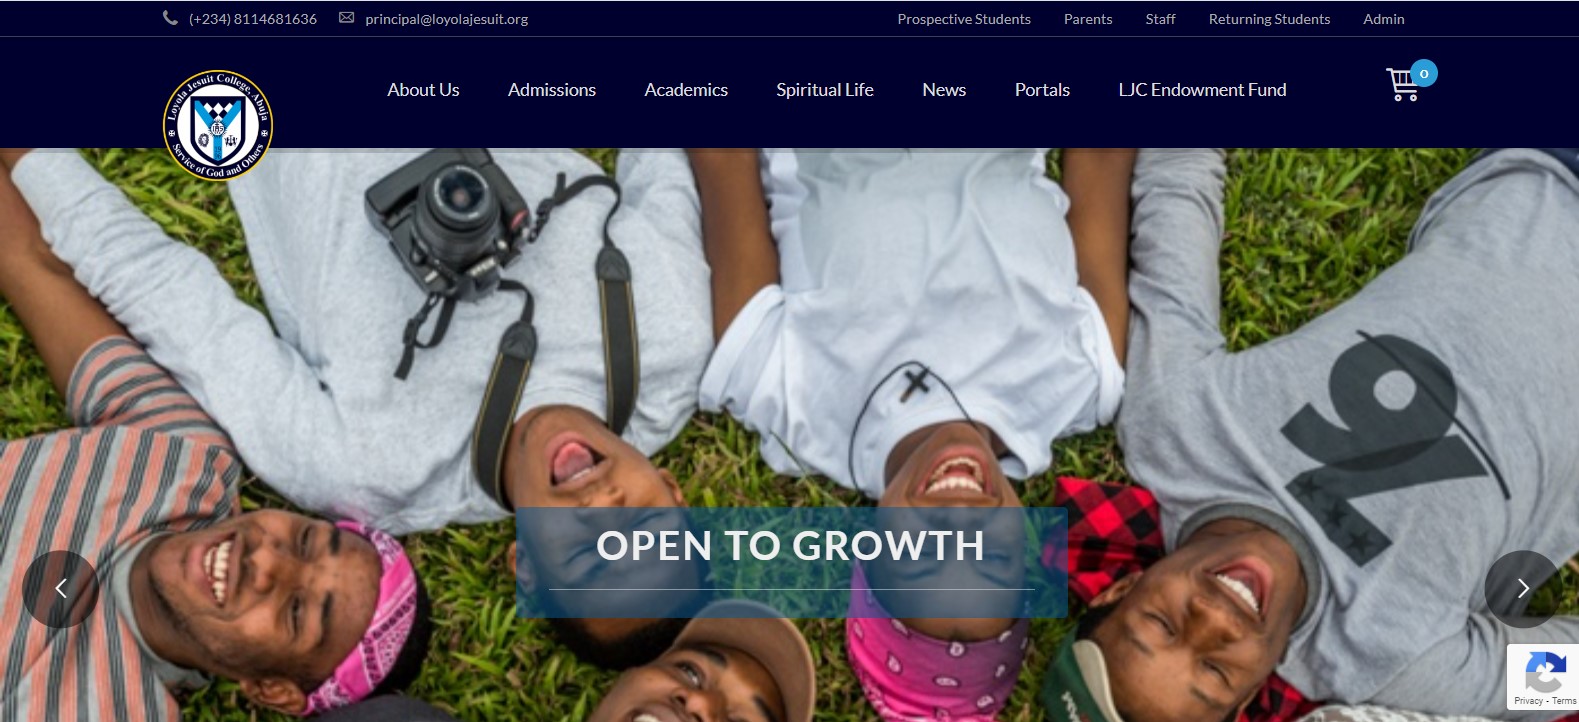 (+234) 8114681636 principal@loyolajesuit.org Prospective Students Parents Staff Returning Students Admin
Loyola Jesuit College, Abuja
Service of God and Others
About Us Admissions Academics Spiritual Life News Portals LJC Endowment Fund 0
OPEN TO GROWTH
Privacy - Terms